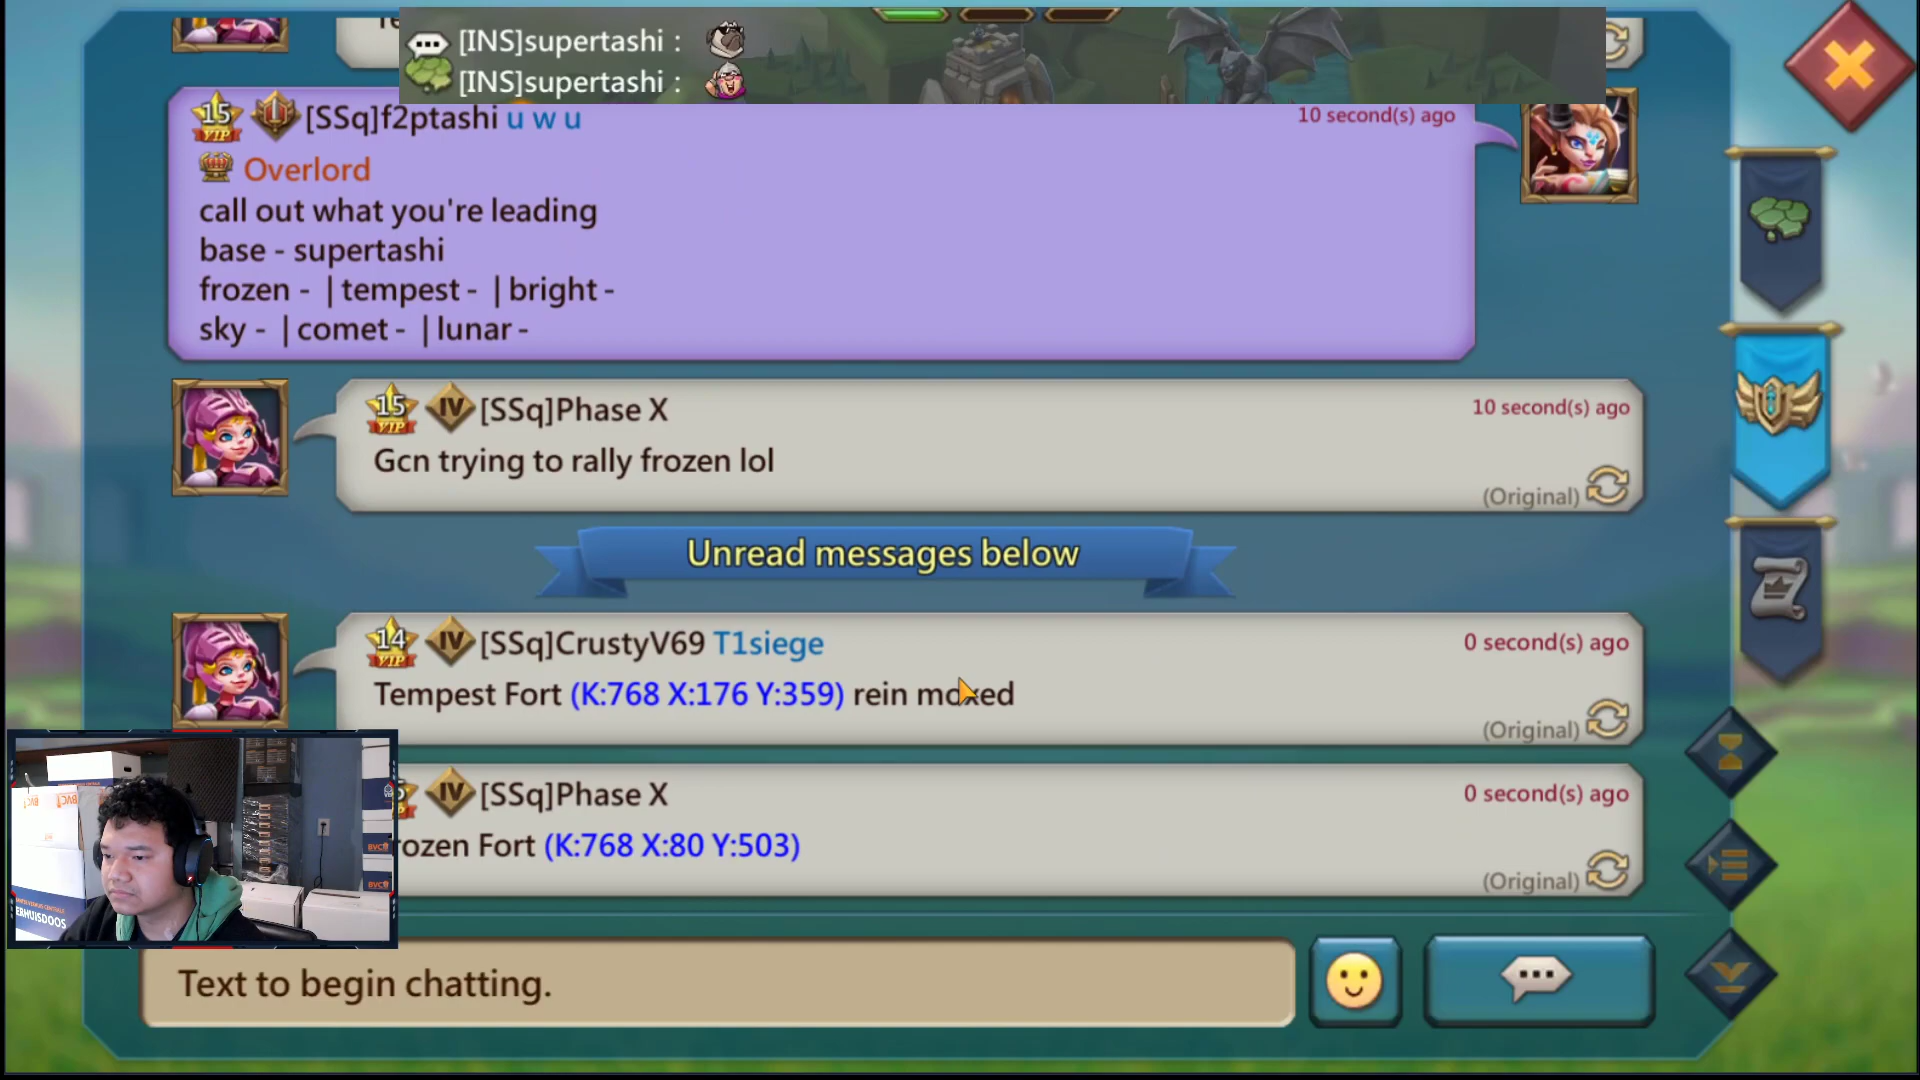 [INS]supertashi :
[INS]supertashi :
15 VIP [SSq]f2ptashi u w u 10 second(s) ago
Overlord
call out what you're leading
base - supertashi
frozen - | tempest - | bright -
sky - | comet - | lunar -
15 VIP IV [SSq]Phase X 10 second(s) ago
Gcn trying to rally frozen lol
(Original)
Unread messages below
14 VIP IV [SSq]CrustyV69 T1siege 0 second(s) ago
Tempest Fort (K:768 X:176 Y:359) rein
(Original)
IV [SSq]Phase X 0 second(s) ago
rozen Fort (K:768 X:80 Y:503)
(Original)
ERHUISDOOS
Text to begin chatting.